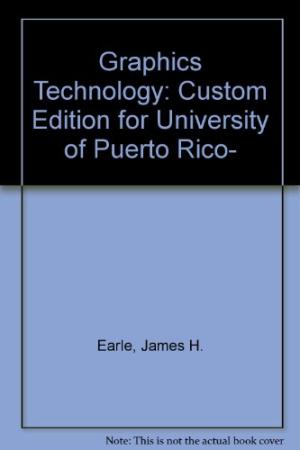 Graphics
Technology: Custom
Edition for University
of Puerto Rico-
Earle, James H.
Note: This is not the actual book cover